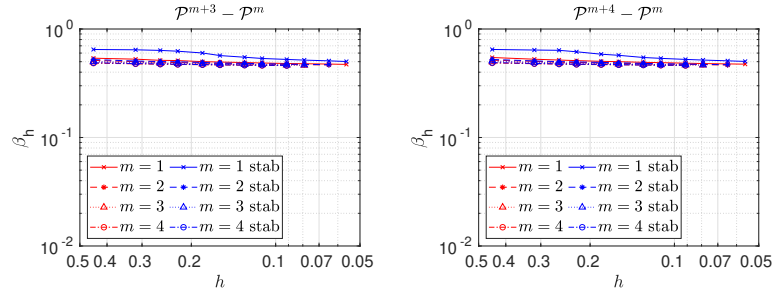 𝒫^{m+3} − 𝒫^m
10^0
10^{-1}
10^{-2}
β_h
m = 1
m = 2
m = 3
m = 4
m = 1 stab
m = 2 stab
m = 3 stab
m = 4 stab
0.5 0.4 0.3 0.2 0.1 0.07 0.05
h
𝒫^{m+4} − 𝒫^m
10^0
10^{-1}
10^{-2}
β_h
m = 1
m = 2
m = 3
m = 4
m = 1 stab
m = 2 stab
m = 3 stab
m = 4 stab
0.5 0.4 0.3 0.2 0.1 0.07 0.05
h